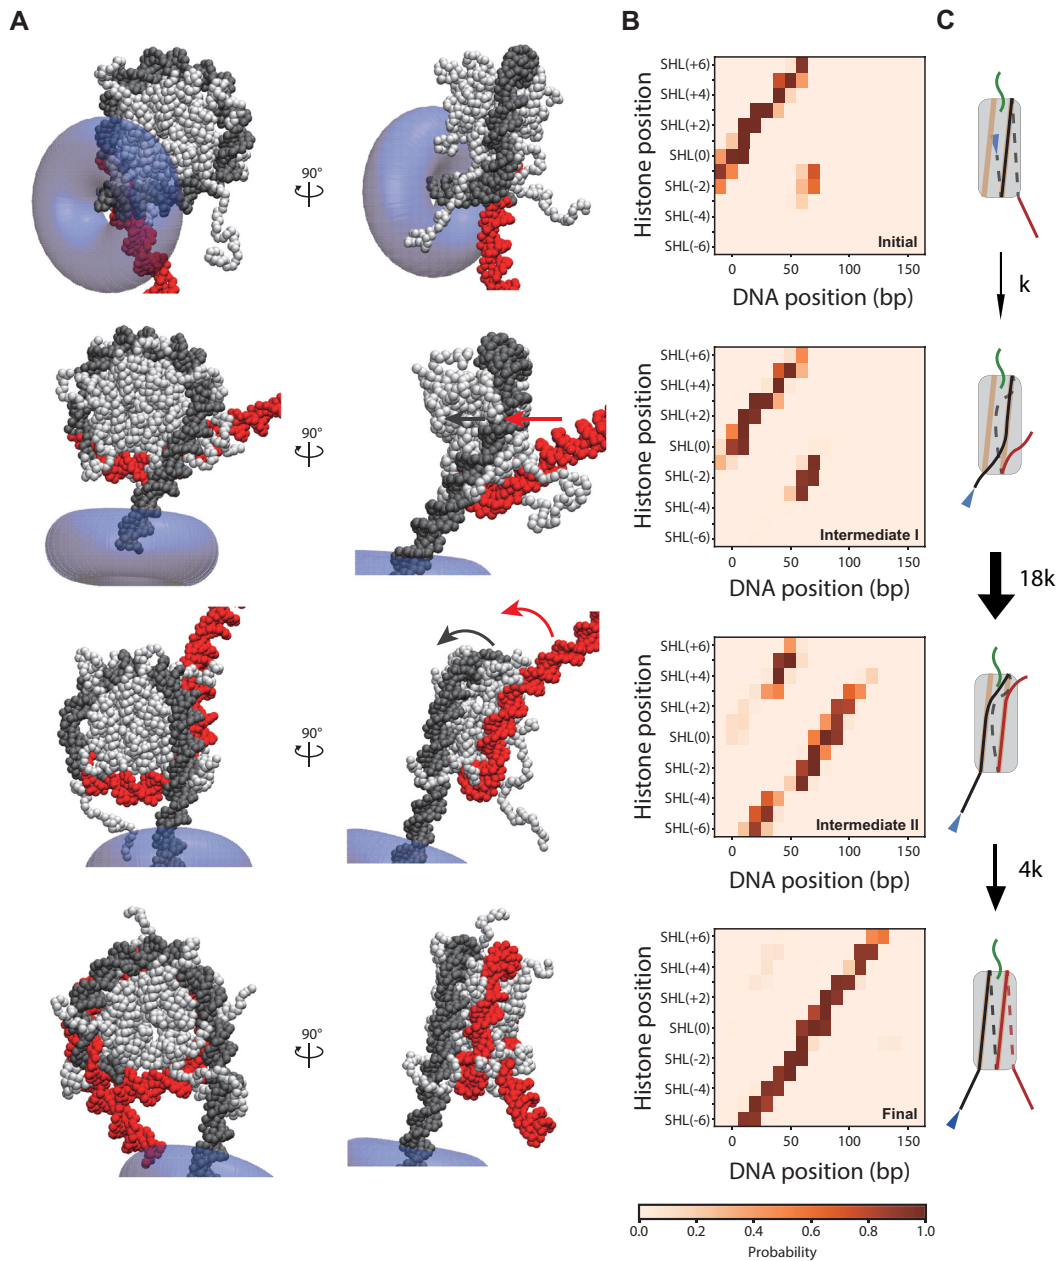 A
B
C
90°
Histone position
SHL(+6)
SHL(+4)
SHL(+2)
SHL(0)
SHL(-2)
SHL(-4)
SHL(-6)
Initial
0 50 100 150
DNA position (bp)
k
90°
Histone position
SHL(+6)
SHL(+4)
SHL(+2)
SHL(0)
SHL(-2)
SHL(-4)
SHL(-6)
Intermediate I
0 50 100 150
DNA position (bp)
18k
90°
Histone position
SHL(+6)
SHL(+4)
SHL(+2)
SHL(0)
SHL(-2)
SHL(-4)
SHL(-6)
Intermediate II
0 50 100 150
DNA position (bp)
4k
90°
Histone position
SHL(+6)
SHL(+4)
SHL(+2)
SHL(0)
SHL(-2)
SHL(-4)
SHL(-6)
Final
0 50 100 150
DNA position (bp)
0.0 0.2 0.4 0.6 0.8 1.0
Probability